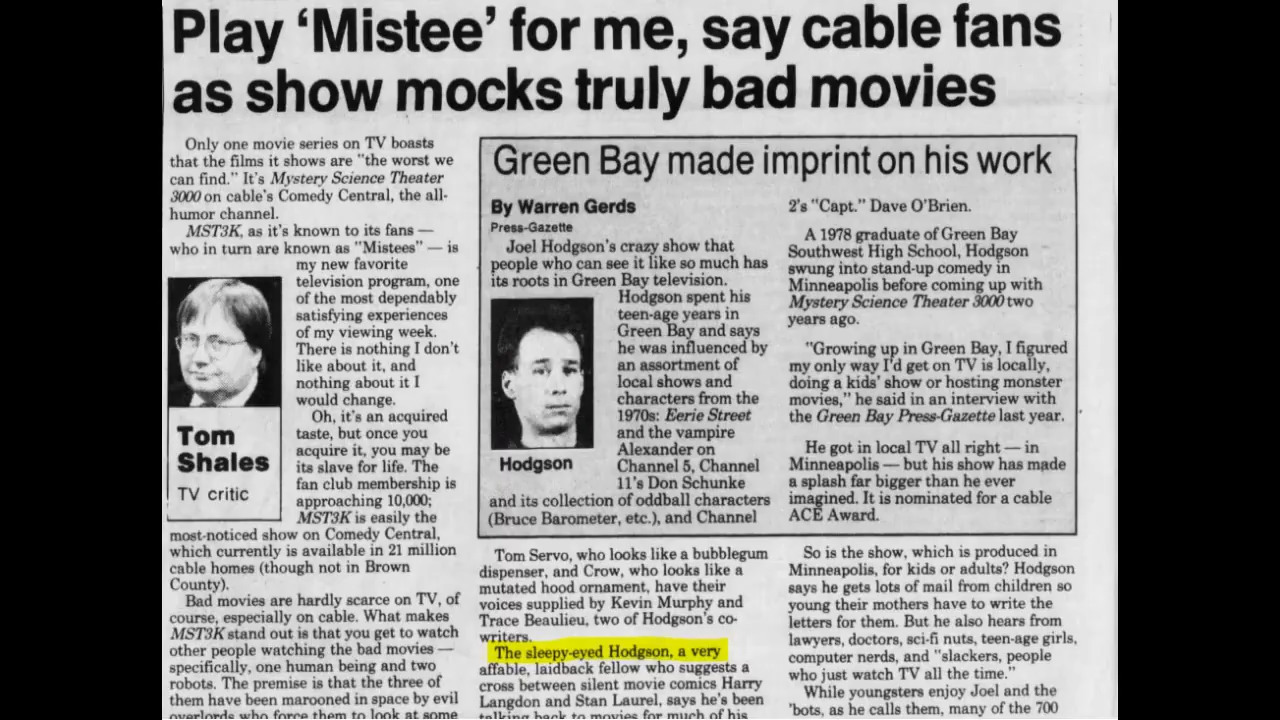 Play ‘Mistee’ for me, say cable fans
as show mocks truly bad movies
Only one movie series on TV boasts
that the films it shows are "the worst we
can find." It's Mystery Science Theater
3000 on cable's Comedy Central, the all-
humor channel.
MST3K, as it's known to its fans —
who in turn are known as "Mistees" — is
my new favorite
television program, one
of the most dependably
satisfying experiences
of my viewing week.
There is nothing I don't
like about it, and
nothing about it I
would change.
Oh, it's an acquired
taste, but once you
acquire it, you may be
its slave for life. The
fan club membership is
approaching 10,000;
MST3K is easily the
most-noticed show on Comedy Central,
which currently is available in 21 million
cable homes (though not in Brown
County).
Bad movies are hardly scarce on TV, of
course, especially on cable. What makes
MST3K stand out is that you get to watch
other people watching the bad movies —
specifically, one human being and two
robots. The premise is that the three of
them have been marooned in space by evil
overlords who force them to look at some
Tom
Shales
TV critic
Green Bay made imprint on his work
By Warren Gerds
Press-Gazette
Joel Hodgson's crazy show that
people who can see it like so much has
its roots in Green Bay television.
Hodgson spent his
teen-age years in
Green Bay and says
he was influenced by
an assortment of
local shows and
characters from the
1970s: Eerie Street
and the vampire
Alexander on
Channel 5, Channel
11's Don Schunke
and its collection of oddball characters
(Bruce Barometer, etc.), and Channel
Hodgson
2's "Capt." Dave O'Brien.
A 1978 graduate of Green Bay
Southwest High School, Hodgson
swung into stand-up comedy in
Minneapolis before coming up with
Mystery Science Theater 3000 two
years ago.
"Growing up in Green Bay, I figured
my only way I'd get on TV is locally,
doing a kids' show or hosting monster
movies," he said in an interview with
the Green Bay Press-Gazette last year.
He got in local TV all right — in
Minneapolis — but his show has made
a splash far bigger than he ever
imagined. It is nominated for a cable
ACE Award.
Tom Servo, who looks like a bubblegum
dispenser, and Crow, who looks like a
mutated hood ornament, have their
voices supplied by Kevin Murphy and
Trace Beaulieu, two of Hodgson's co-
writers.
The sleepy-eyed Hodgson, a very
affable, laidback fellow who suggests a
cross between silent movie comics Harry
Langdon and Stan Laurel, says he's been
talking back to movies for much of his
So is the show, which is produced in
Minneapolis, for kids or adults? Hodgson
says he gets lots of mail from children so
young their mothers have to write the
letters for them. But he also hears from
lawyers, doctors, sci-fi nuts, teen-age girls,
computer nerds, and "slackers, people
who just watch TV all the time."
While youngsters enjoy Joel and the
'bots, as he calls them, many of the 700